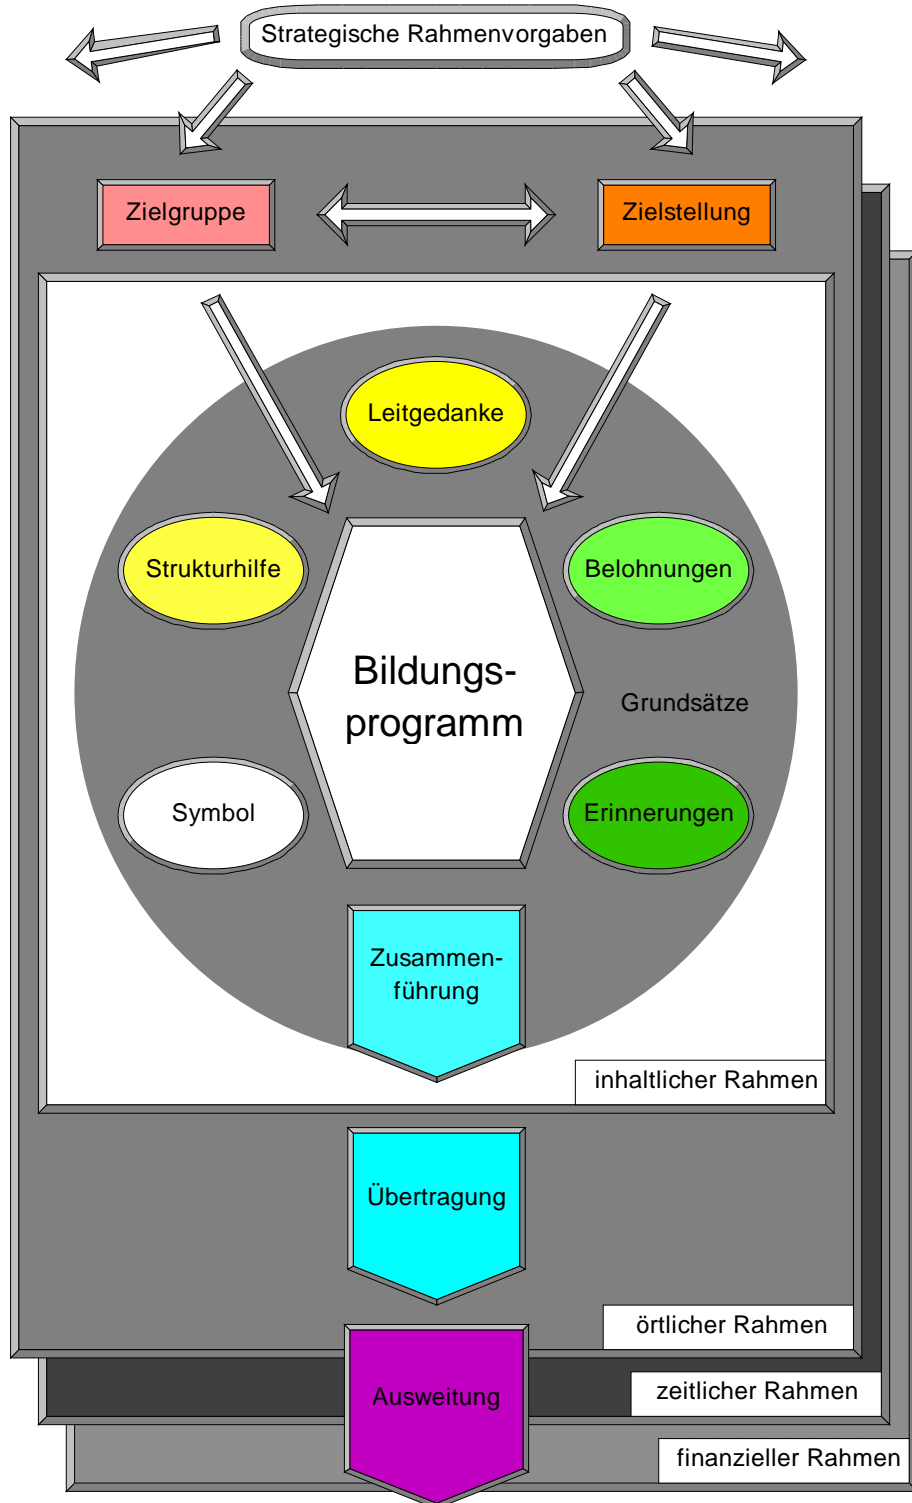 Strategische Rahmenvorgaben
Zielgruppe
Zielstellung
Leitgedanke
Strukturhilfe
Belohnungen
Bildungs-
programm
Grundsätze
Symbol
Erinnerungen
Zusammen-
führung
inhaltlicher Rahmen
Übertragung
örtlicher Rahmen
zeitlicher Rahmen
Ausweitung
finanzieller Rahmen